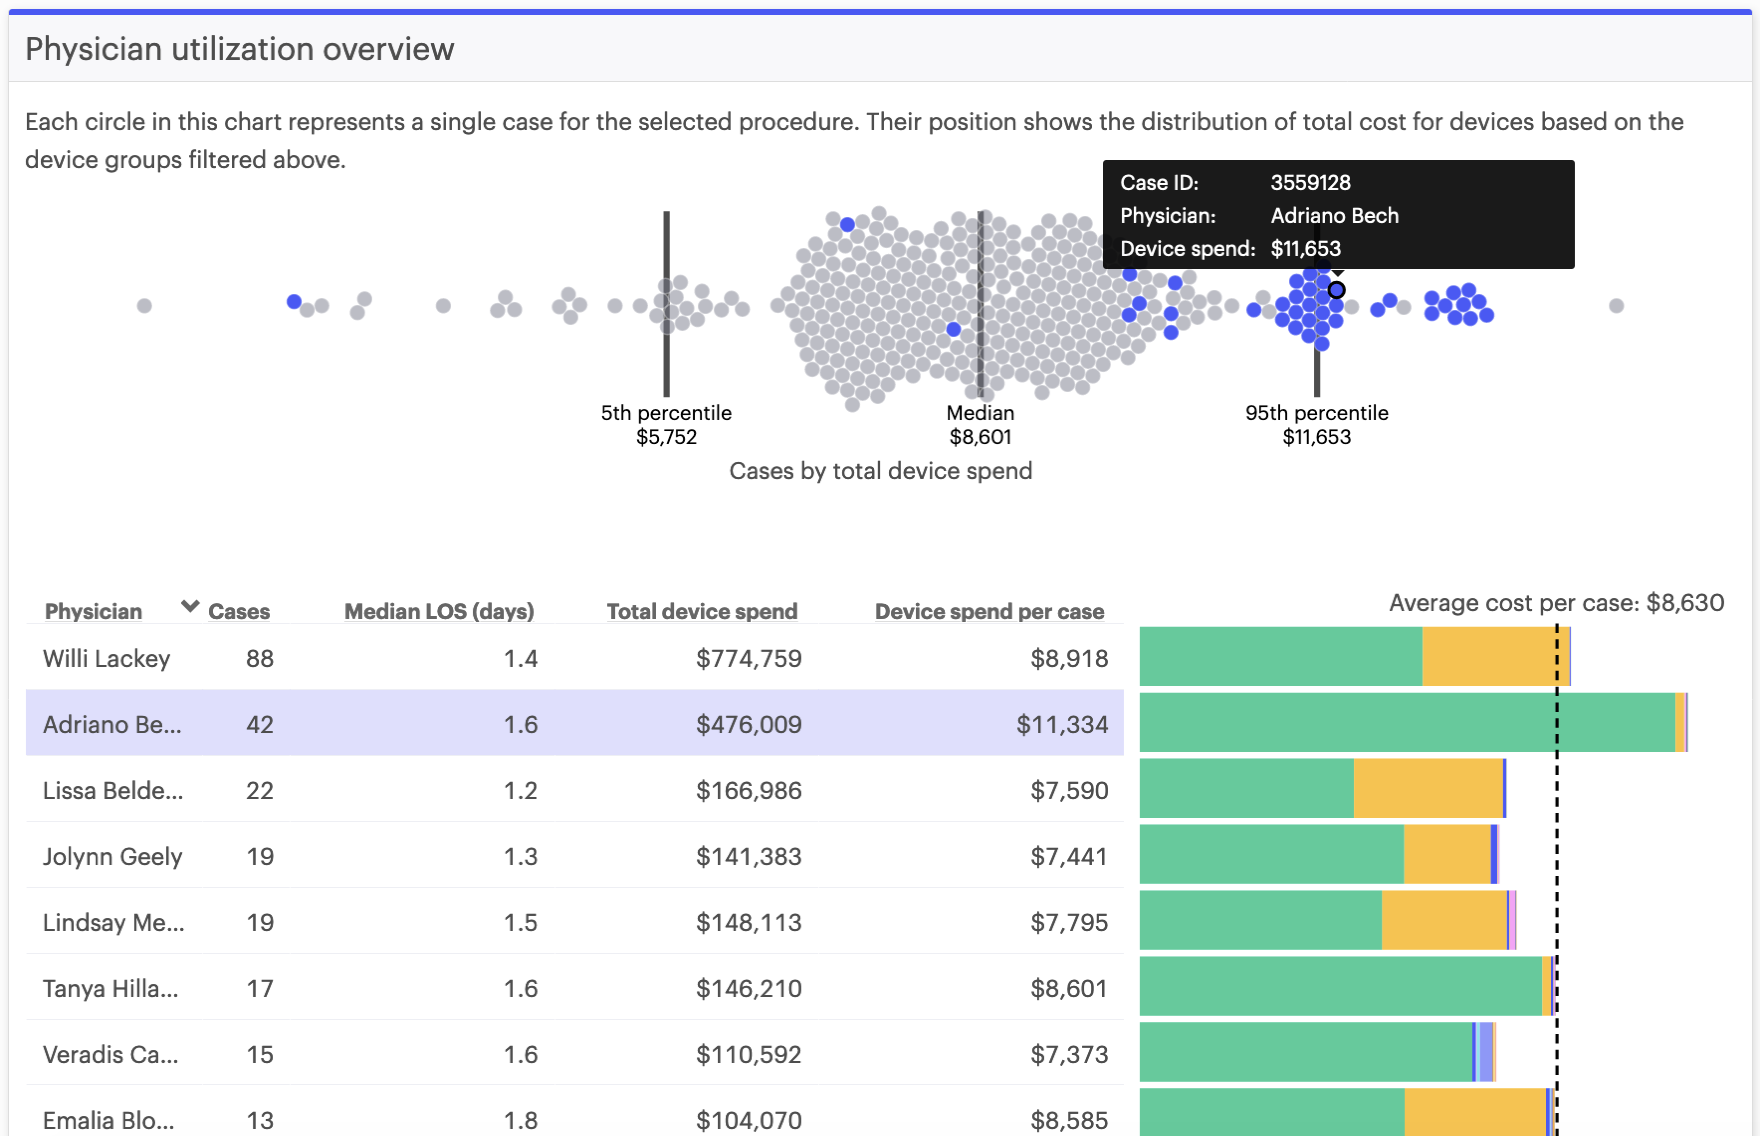 Physician utilization overview
Each circle in this chart represents a single case for the selected procedure. Their position shows the distribution of total cost for devices based on the
device groups filtered above.
Case ID: 3559128
Physician: Adriano Bech
Device spend: $11,653
5th percentile
$5,752
Median
$8,601
95th percentile
$11,653
Cases by total device spend
Average cost per case: $8,630
Physician Cases Median LOS (days) Total device spend Device spend per case
Willi Lackey 88 1.4 $774,759 $8,918
Adriano Be... 42 1.6 $476,009 $11,334
Lissa Belde... 22 1.2 $166,986 $7,590
Jolynn Geely 19 1.3 $141,383 $7,441
Lindsay Me... 19 1.5 $148,113 $7,795
Tanya Hilla... 17 1.6 $146,210 $8,601
Veradis Ca... 15 1.6 $110,592 $7,373
Emalia Blo... 13 1.8 $104,070 $8,585